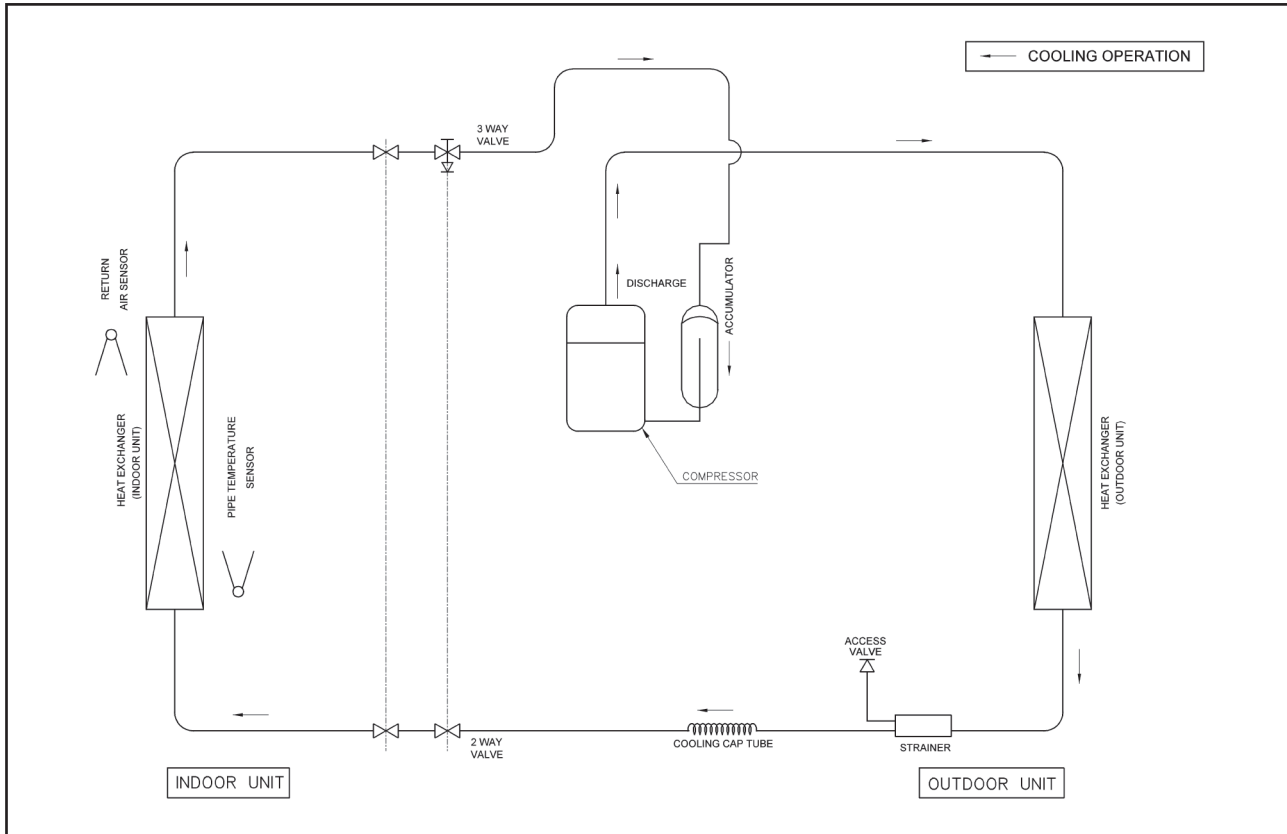 COOLING OPERATION
3 WAY
VALVE
RETURN
AIR SENSOR
DISCHARGE
ACCUMULATOR
HEAT EXCHANGER
(INDOOR UNIT)
PIPE TEMPERATURE
SENSOR
COMPRESSOR
HEAT EXCHANGER
(OUTDOOR UNIT)
ACCESS
VALVE
2 WAY
VALVE
COOLING CAP TUBE
STRAINER
INDOOR UNIT
OUTDOOR UNIT